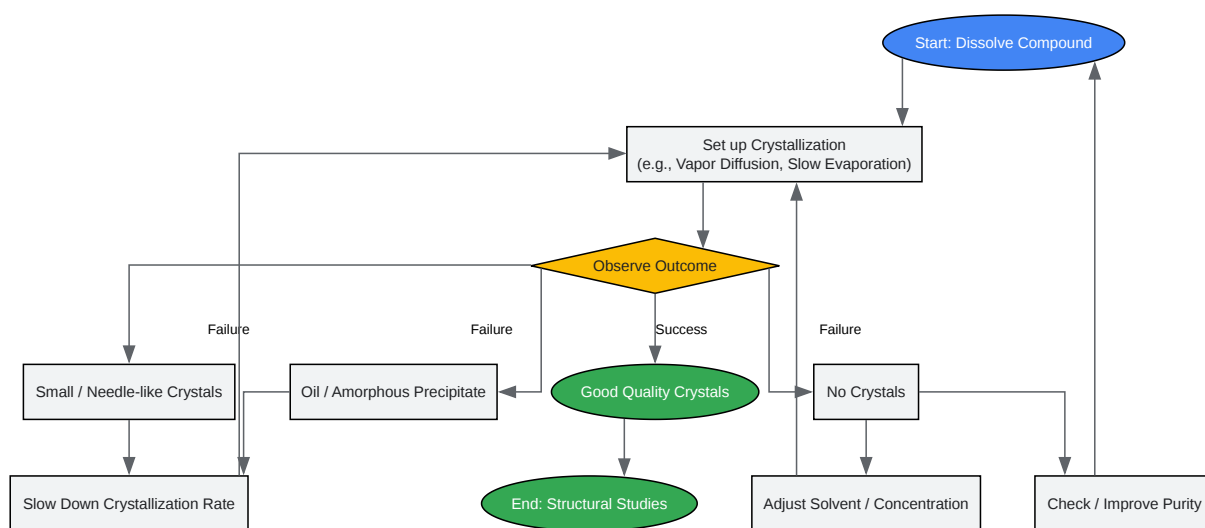 Start: Dissolve Compound
Set up Crystallization
(e.g., Vapor Diffusion, Slow Evaporation)
Observe Outcome
Failure
Failure
Success
Failure
Small / Needle-like Crystals
Oil / Amorphous Precipitate
Good Quality Crystals
No Crystals
Slow Down Crystallization Rate
End: Structural Studies
Adjust Solvent / Concentration
Check / Improve Purity